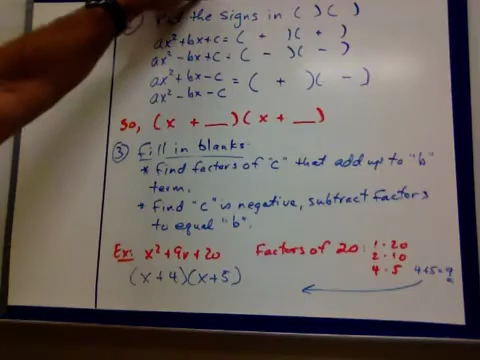 Put the signs in ( )( )
ax²+bx+c = ( + )( + )
ax²-bx+c = ( - )( - )
ax²+bx-c = ( + )( - )
ax²-bx-c
So, (x + __)(x + __)
③ Fill in blanks.
* Find factors of "c" that add up to "b"
term.
* Find "c" is negative, subtract factors
to equal "b".
Ex: x²+9x+20 Factors of 20: 1·20
2·10
(x+4)(x+5) 4·5 4+5=9